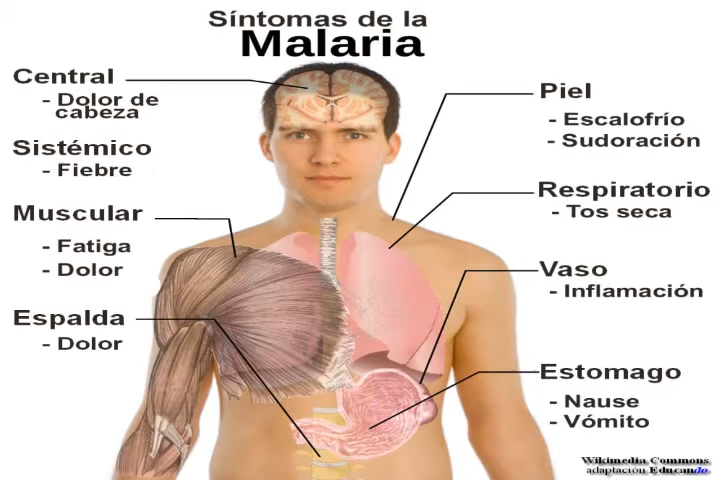 Síntomas de la
Malaria
Central
- Dolor de
cabeza
Sistémico
- Fiebre
Muscular
- Fatiga
- Dolor
Espalda
- Dolor
Piel
- Escalofrío
- Sudoración
Respiratorio
- Tos seca
Vaso
- Inflamación
Estomago
- Nause
- Vómito
Wikimedia Commons
adaptación Educando